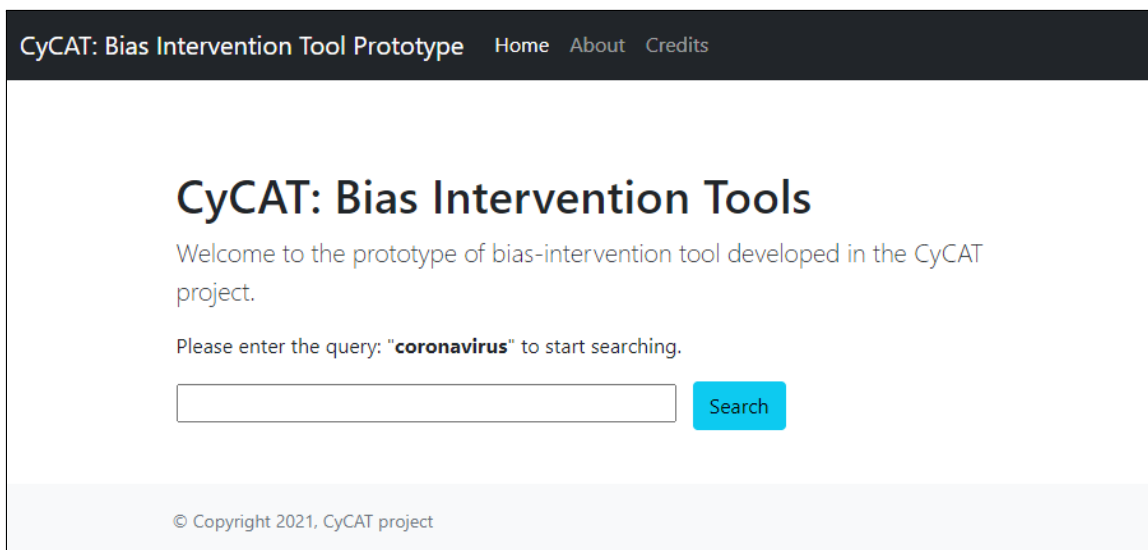 CyCAT: Bias Intervention Tool Prototype Home About Credits
CyCAT: Bias Intervention Tools
Welcome to the prototype of bias-intervention tool developed in the CyCAT
project.
Please enter the query: "coronavirus" to start searching.
Search
© Copyright 2021, CyCAT project